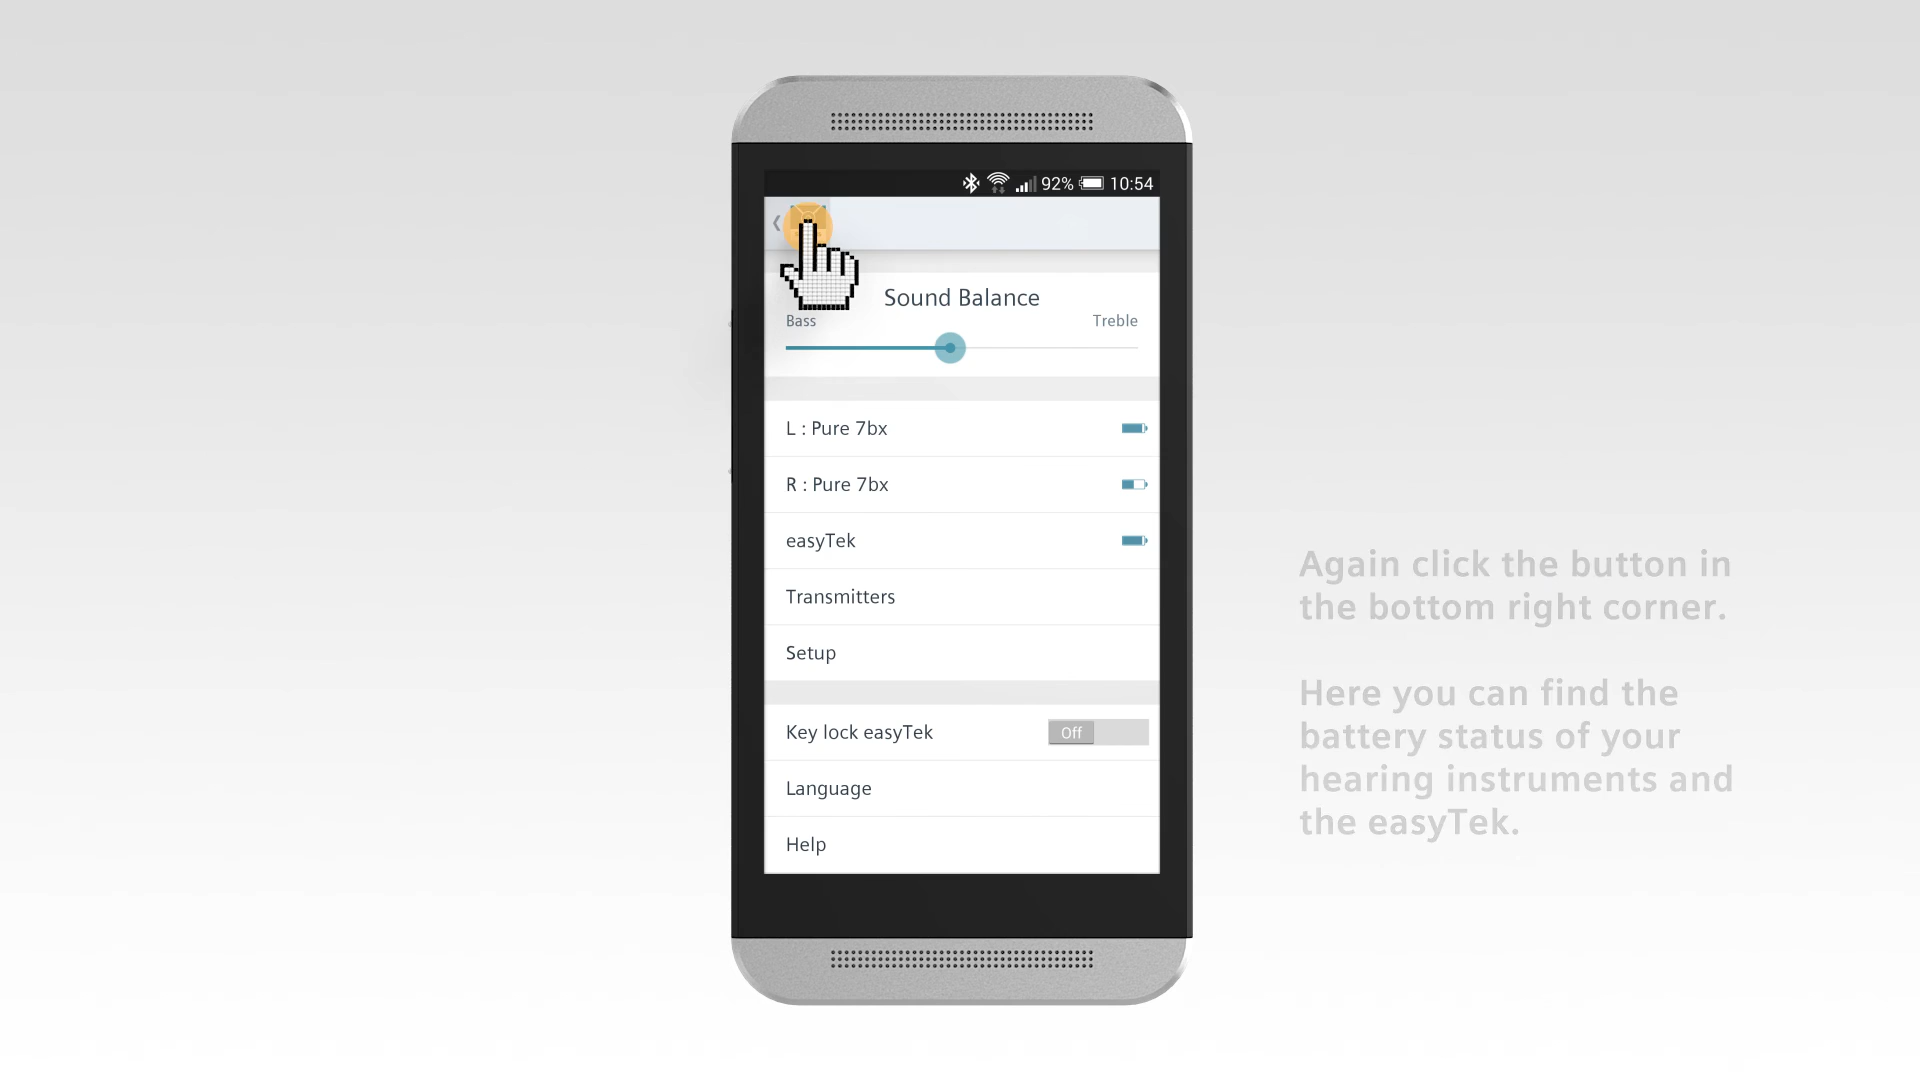 92% 10:54
Sound Balance
Bass Treble
L : Pure 7bx
R : Pure 7bx
easyTek
Transmitters
Setup
Key lock easyTek Off
Language
Help
Again click the button in
the bottom right corner.
Here you can find the
battery status of your
hearing instruments and
the easyTek.